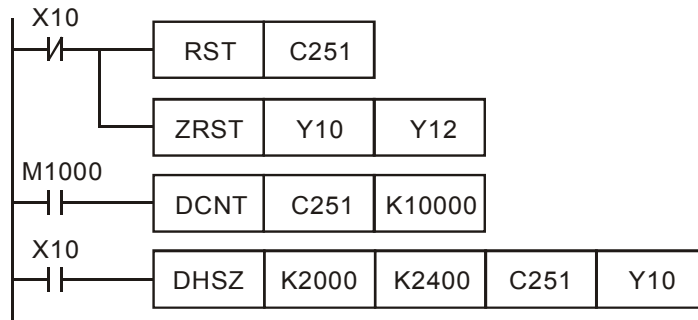 X10
RST C251
ZRST Y10 Y12
M1000
DCNT C251 K10000
X10
DHSZ K2000 K2400 C251 Y10